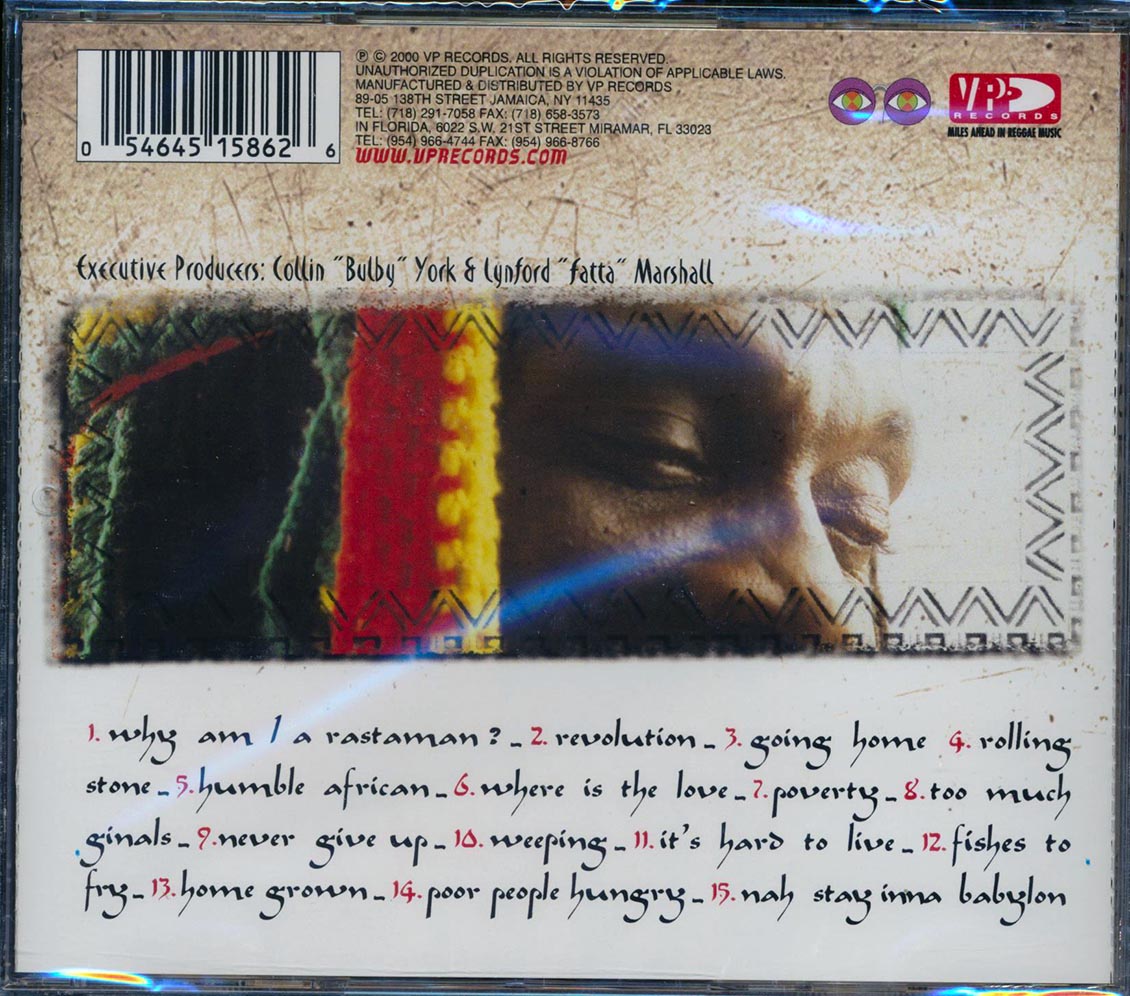 ℗ © 2000 VP RECORDS. ALL RIGHTS RESERVED.
UNAUTHORIZED DUPLICATION IS A VIOLATION OF APPLICABLE LAWS.
MANUFACTURED & DISTRIBUTED BY VP RECORDS
89-05 138TH STREET JAMAICA, NY 11435
TEL: (718) 291-7058 FAX: (718) 658-3573
IN FLORIDA, 6022 S.W. 21ST STREET MIRAMAR, FL 33023
TEL: (954) 966-4744 FAX: (954) 966-8766
WWW.VPRECORDS.COM
0 54645 15862 6
VP
RECORDS
MILES AHEAD IN REGGAE MUSIC
Executive Producers: Collin "Bulby" York & Lynford "Fatta" Marshall
1. why am I a rastaman? - 2. revolution - 3. going home 4. rolling
stone - 5. humble african - 6. where is the love - 7. poverty - 8. too much
ginals - 9. never give up - 10. weeping - 11. it's hard to live - 12. fishes to
fry - 13. home grown - 14. poor people hungry - 15. nah stay inna babylon